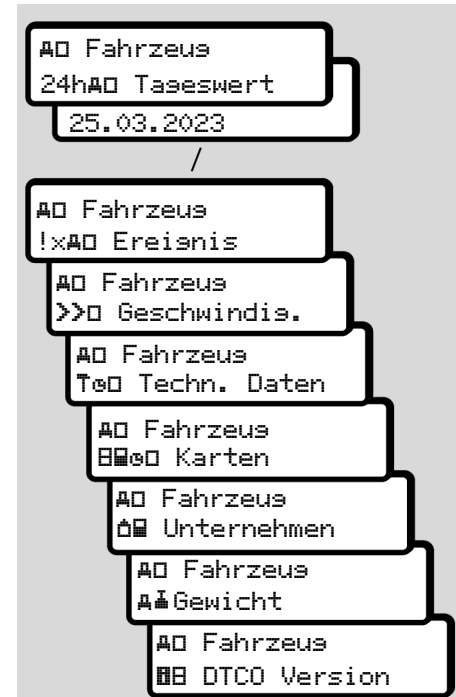 Fahrzeug
24h Tageswert
25.03.2023
/
Fahrzeug
!x Ereignis
Fahrzeug
>> Geschwindig.
Fahrzeug
T Techn. Daten
Fahrzeug
Karten
Fahrzeug
Unternehmen
Fahrzeug
Gewicht
Fahrzeug
DTCO Version